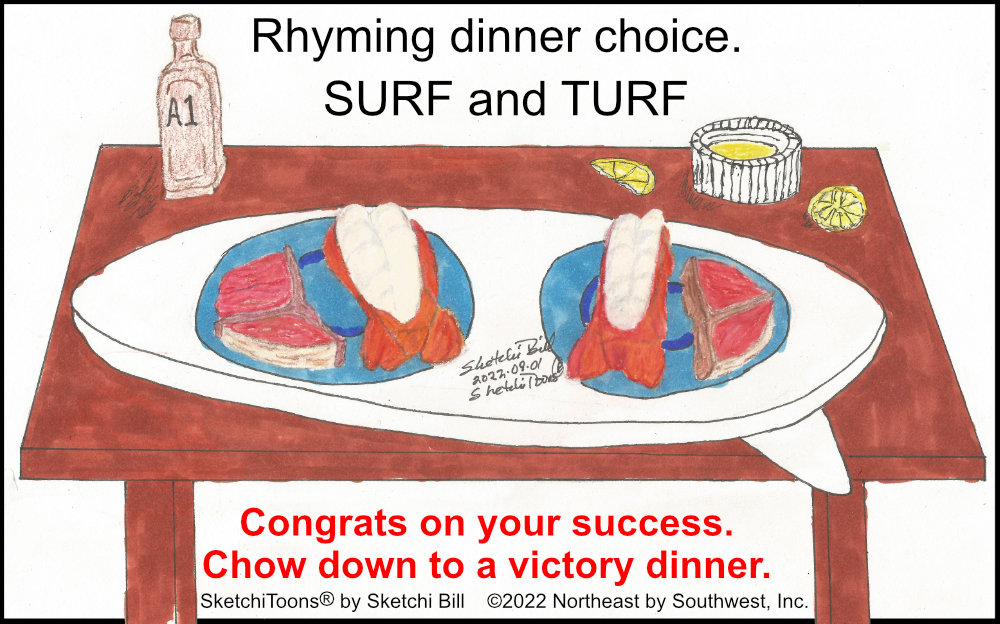 Rhyming dinner choice.
SURF and TURF
A1
Sketchi Bill
2022.09.01
SketchiToons®
Congrats on your success.
Chow down to a victory dinner.
SketchiToons® by Sketchi Bill ©2022 Northeast by Southwest, Inc.